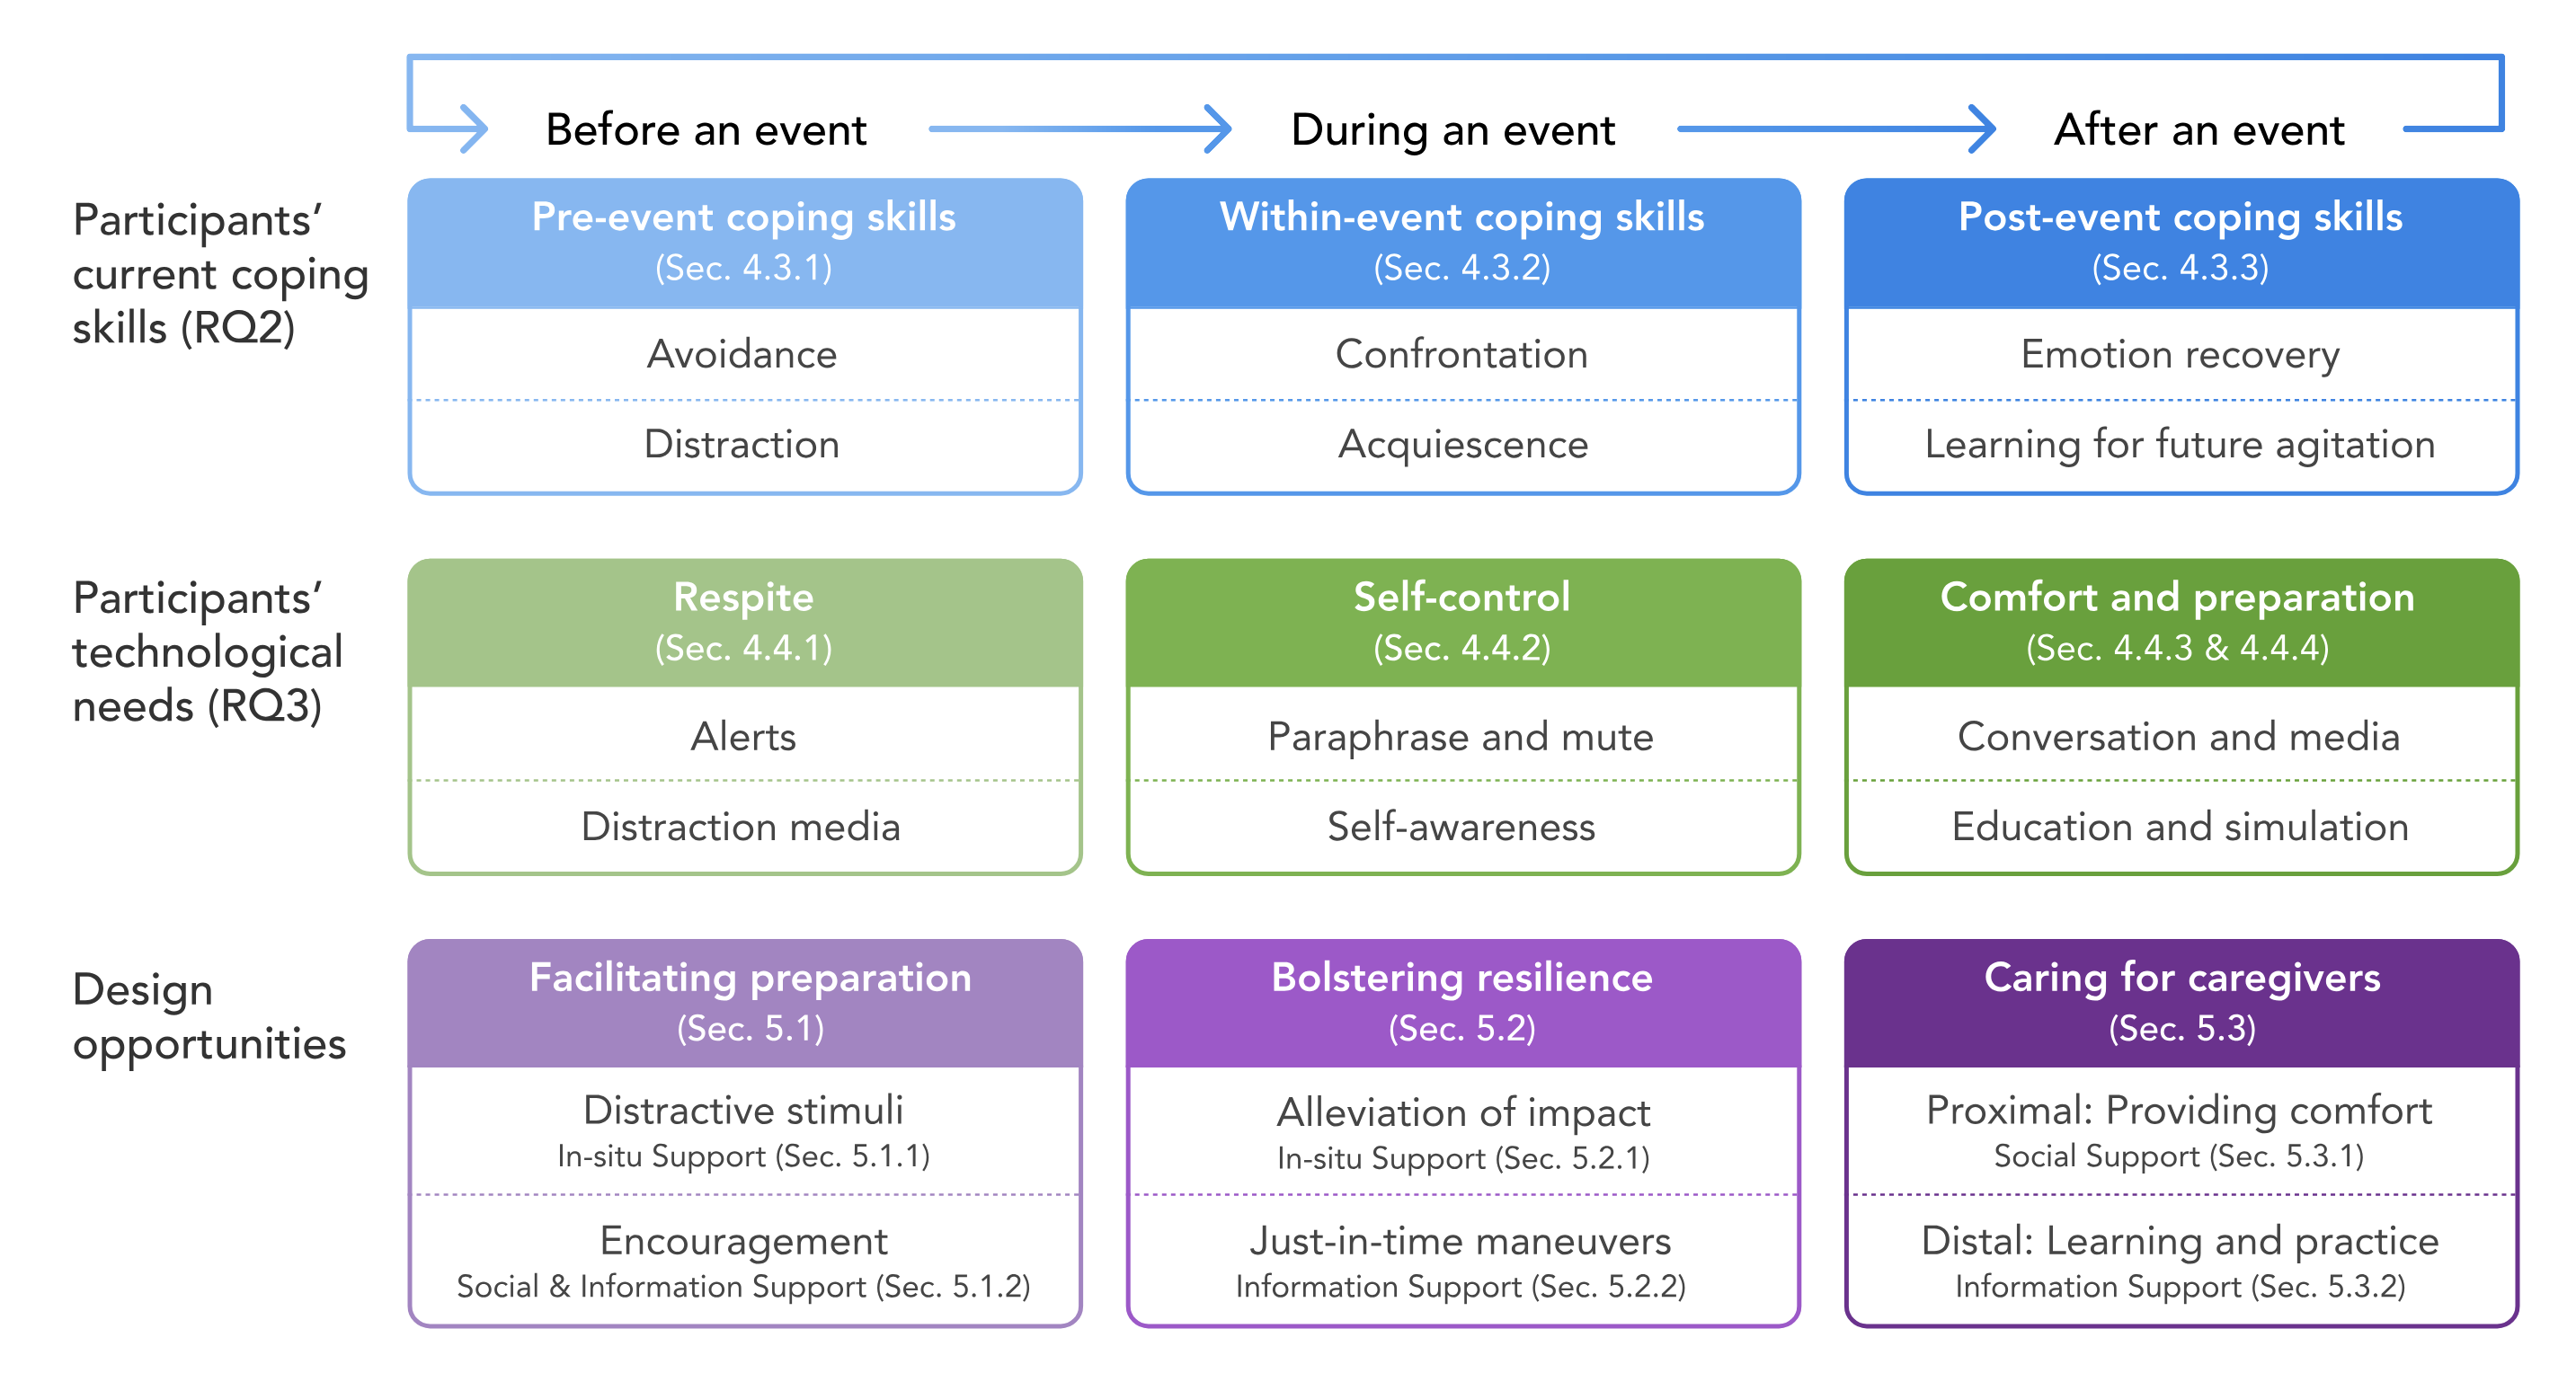 Before an event
During an event
After an event
Participants’
current coping
skills (RQ2)
Pre-event coping skills
(Sec. 4.3.1)
Avoidance
Distraction
Within-event coping skills
(Sec. 4.3.2)
Confrontation
Acquiescence
Post-event coping skills
(Sec. 4.3.3)
Emotion recovery
Learning for future agitation
Participants’
technological
needs (RQ3)
Respite
(Sec. 4.4.1)
Alerts
Distraction media
Self-control
(Sec. 4.4.2)
Paraphrase and mute
Self-awareness
Comfort and preparation
(Sec. 4.4.3 & 4.4.4)
Conversation and media
Education and simulation
Design
opportunities
Facilitating preparation
(Sec. 5.1)
Distractive stimuli
In-situ Support (Sec. 5.1.1)
Encouragement
Social & Information Support (Sec. 5.1.2)
Bolstering resilience
(Sec. 5.2)
Alleviation of impact
In-situ Support (Sec. 5.2.1)
Just-in-time maneuvers
Information Support (Sec. 5.2.2)
Caring for caregivers
(Sec. 5.3)
Proximal: Providing comfort
Social Support (Sec. 5.3.1)
Distal: Learning and practice
Information Support (Sec. 5.3.2)